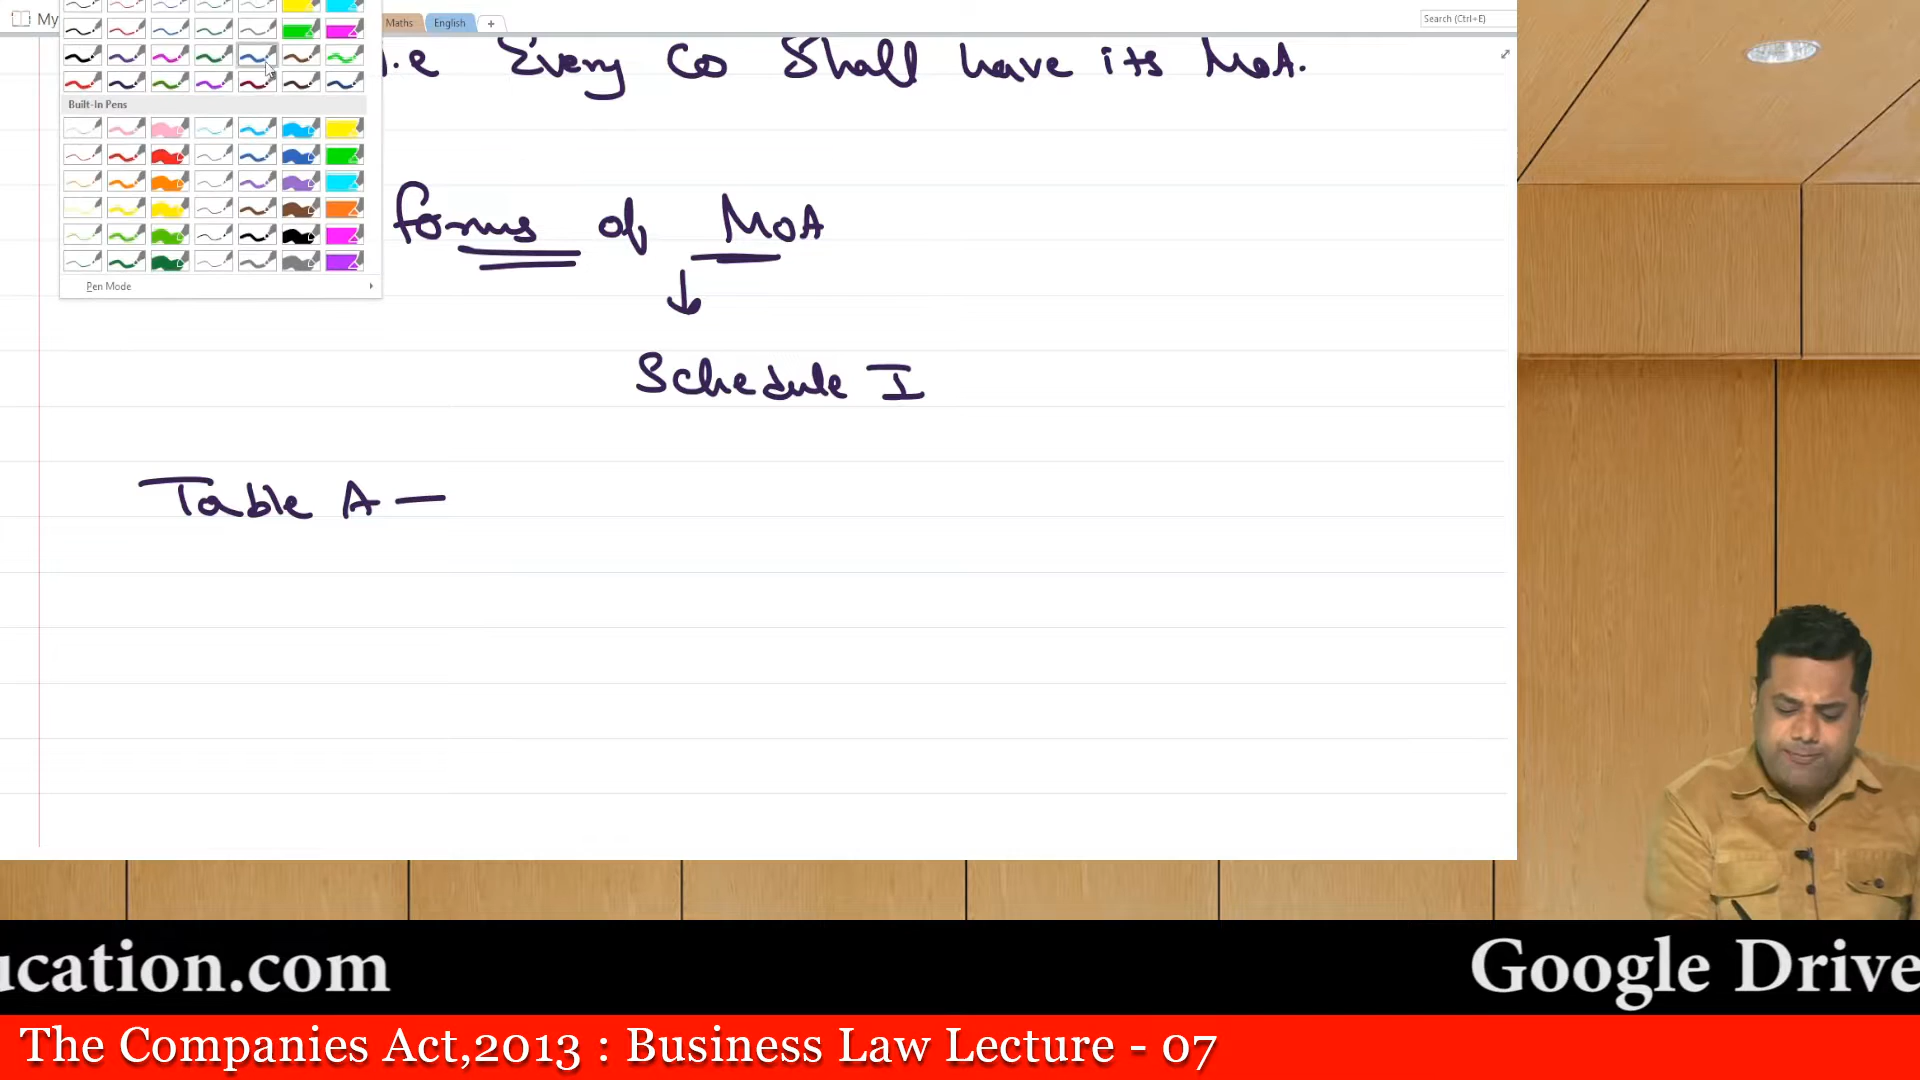 My
Maths English +
Search (Ctrl+E)
i.e Every Co Shall have its MoA.
Built-In Pens
forms of MoA
Pen Mode
Schedule I
Table A —
ucation.com Google Drive
The Companies Act,2013 : Business Law Lecture - 07